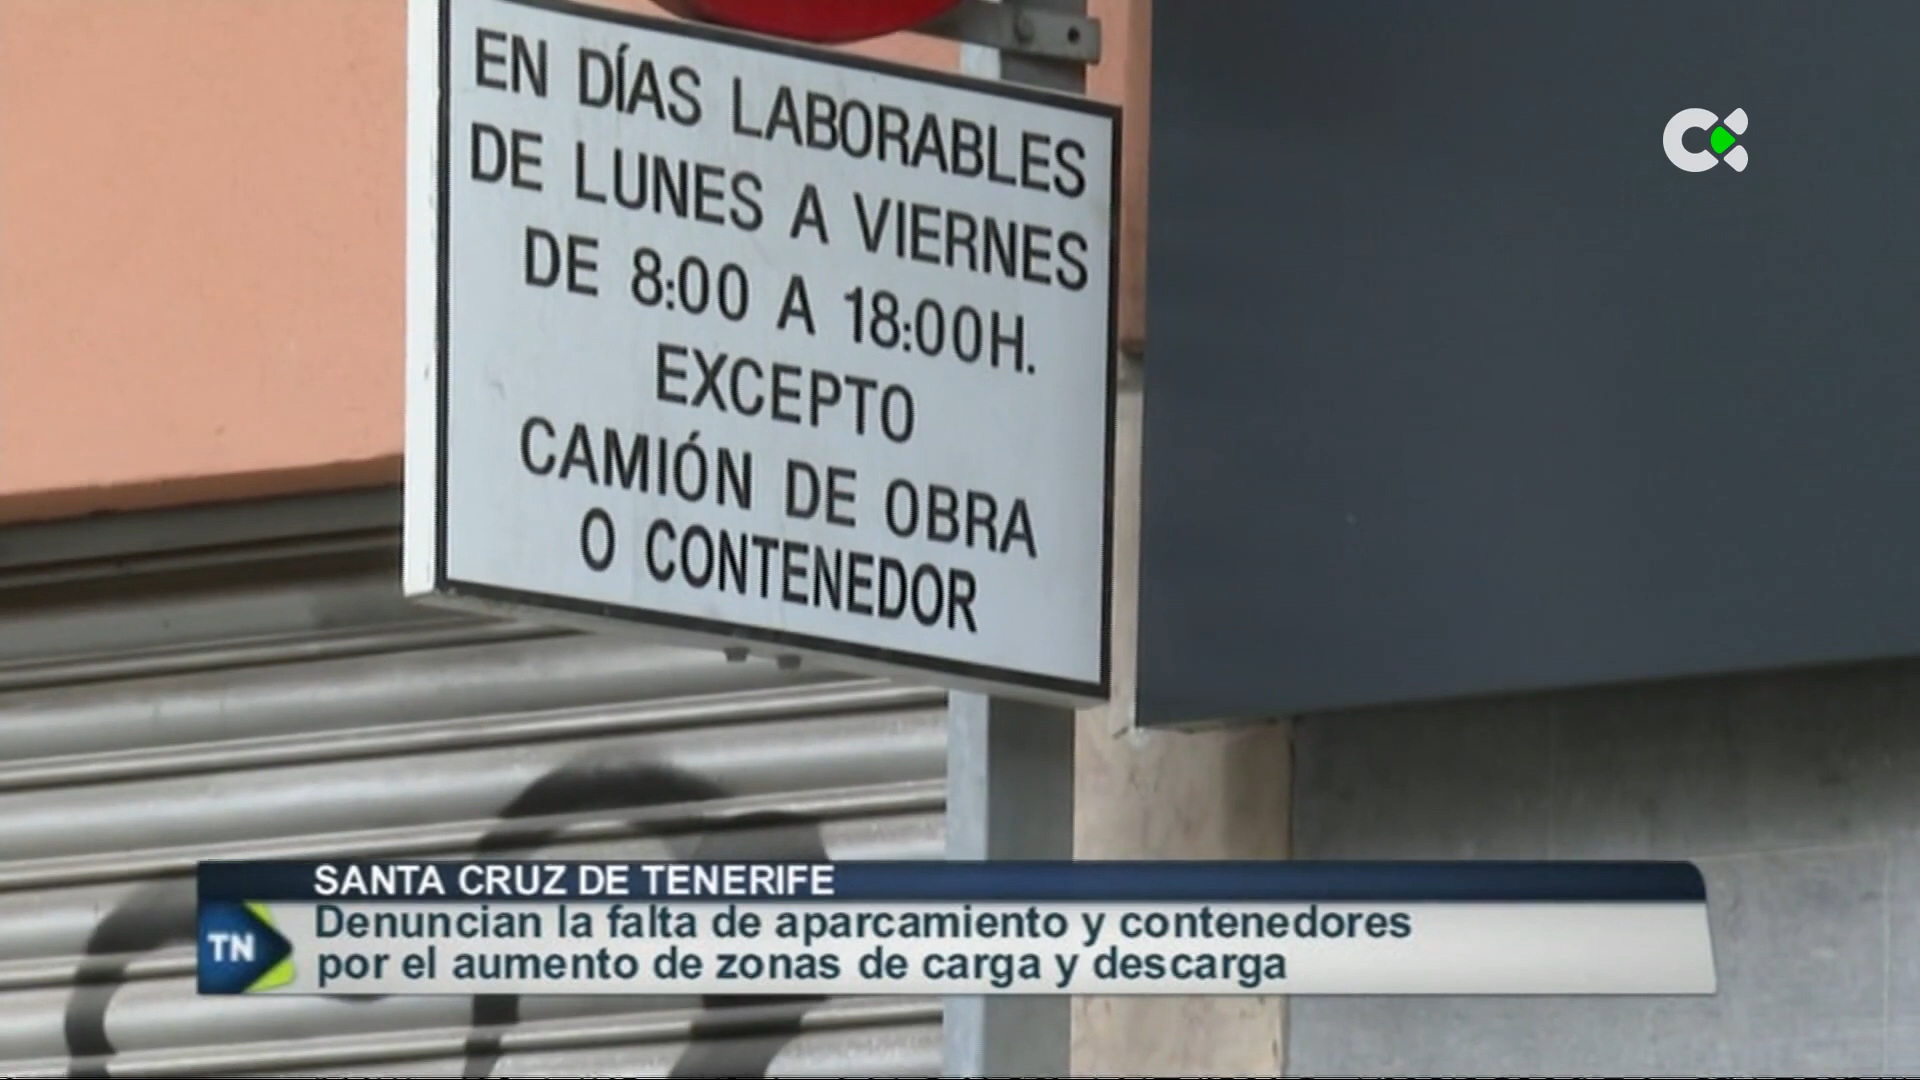 EN DÍAS LABORABLES
DE LUNES A VIERNES
DE 8:00 A 18:00H.
EXCEPTO
CAMIÓN DE OBRA
O CONTENEDOR
SANTA CRUZ DE TENERIFE
TN
Denuncian la falta de aparcamiento y contenedores
por el aumento de zonas de carga y descarga